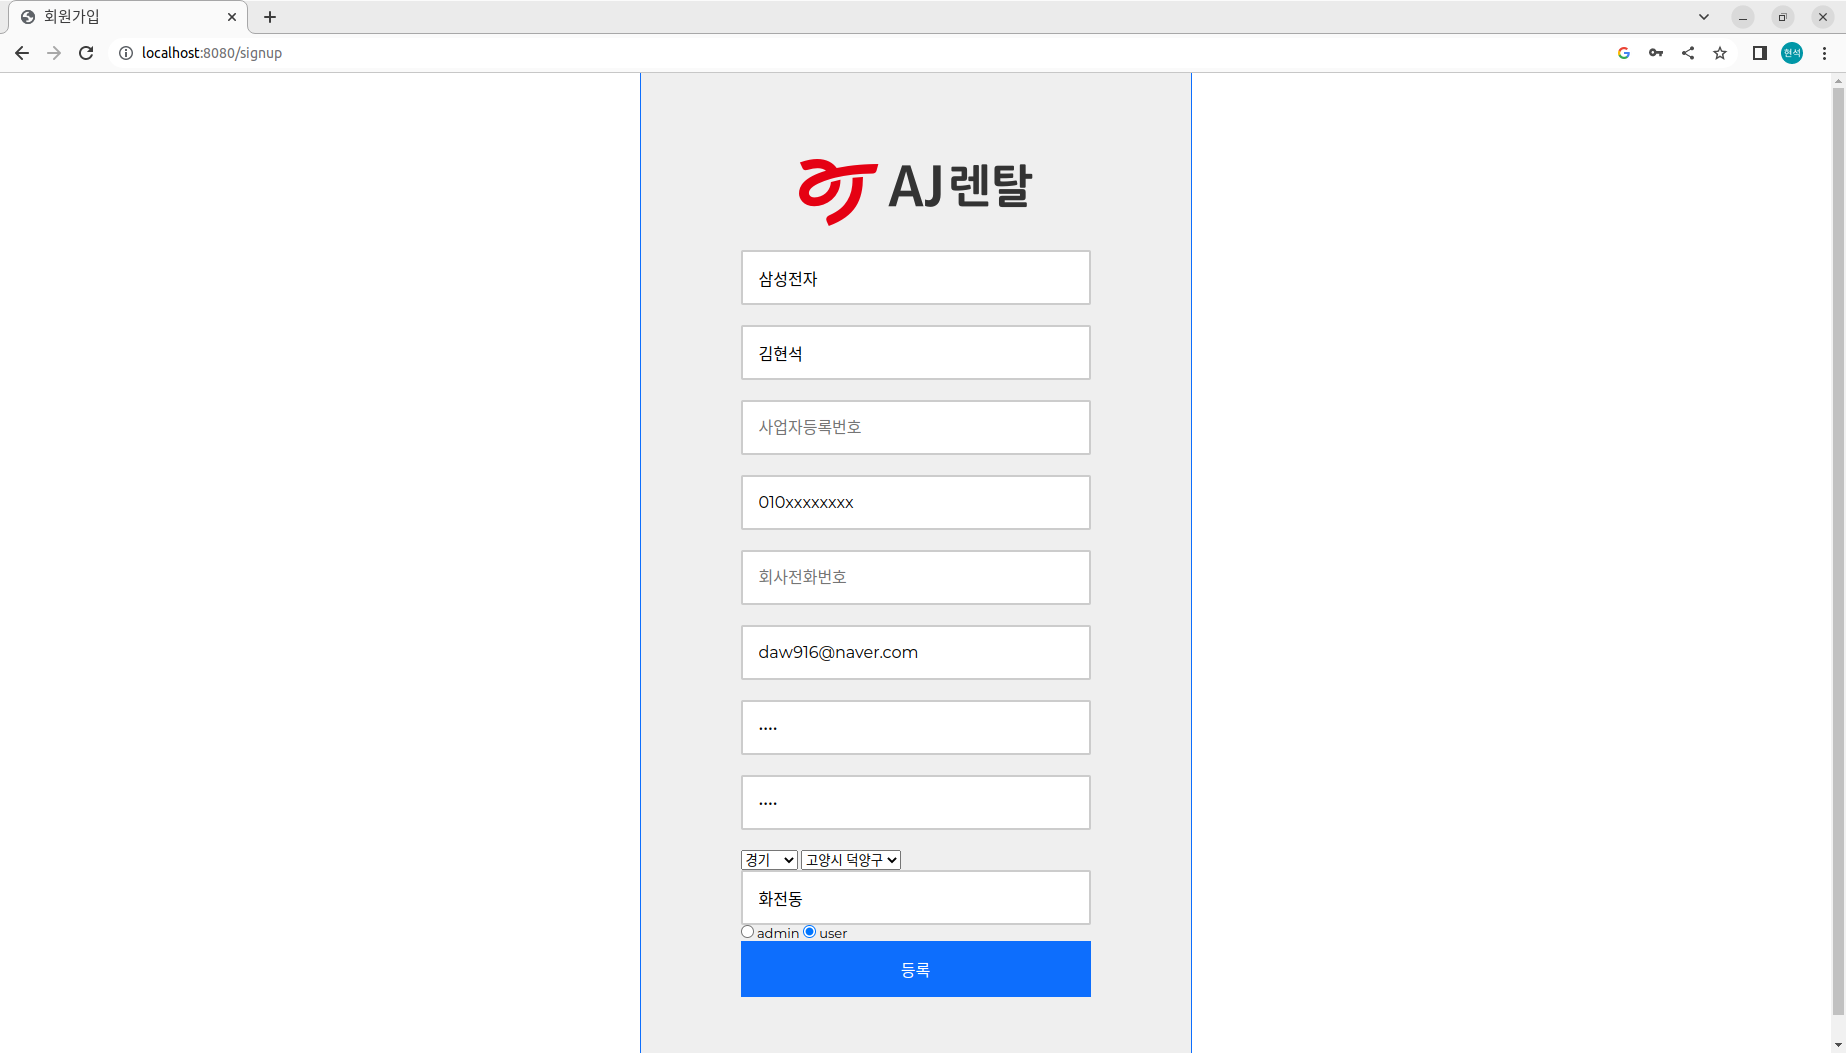 회원가입
localhost:8080/signup
현석
AJ렌탈
삼성전자
김현석
사업자등록번호
010xxxxxxxx
회사전화번호
daw916@naver.com
····
····
경기 고양시 덕양구
화전동
admin user
등록